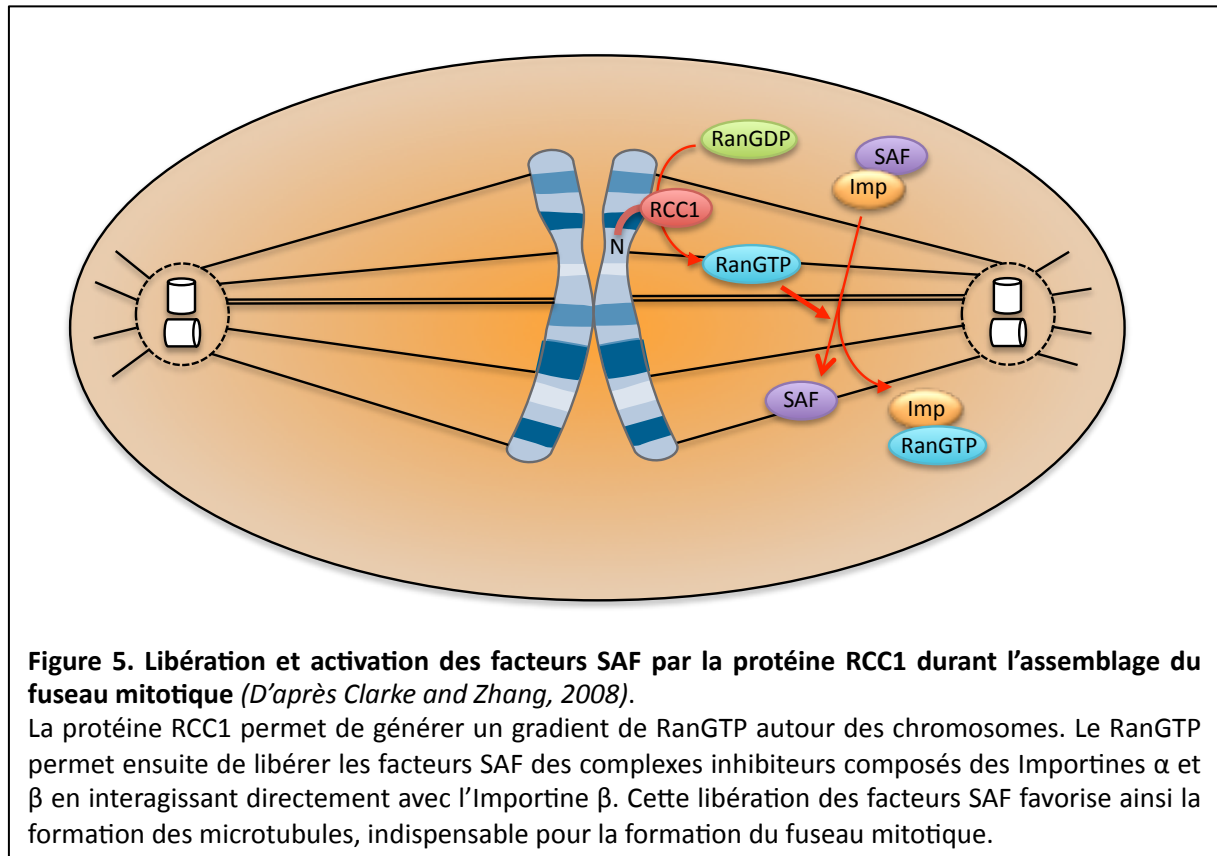 RanGDP
SAF
Imp
RCC1
N
RanGTP
SAF
Imp
RanGTP
Figure 5. Libération et activation des facteurs SAF par la protéine RCC1 durant l’assemblage du
fuseau mitotique (D’après Clarke and Zhang, 2008).
La protéine RCC1 permet de générer un gradient de RanGTP autour des chromosomes. Le RanGTP
permet ensuite de libérer les facteurs SAF des complexes inhibiteurs composés des Importines α et
β en interagissant directement avec l’Importine β. Cette libération des facteurs SAF favorise ainsi la
formation des microtubules, indispensable pour la formation du fuseau mitotique.